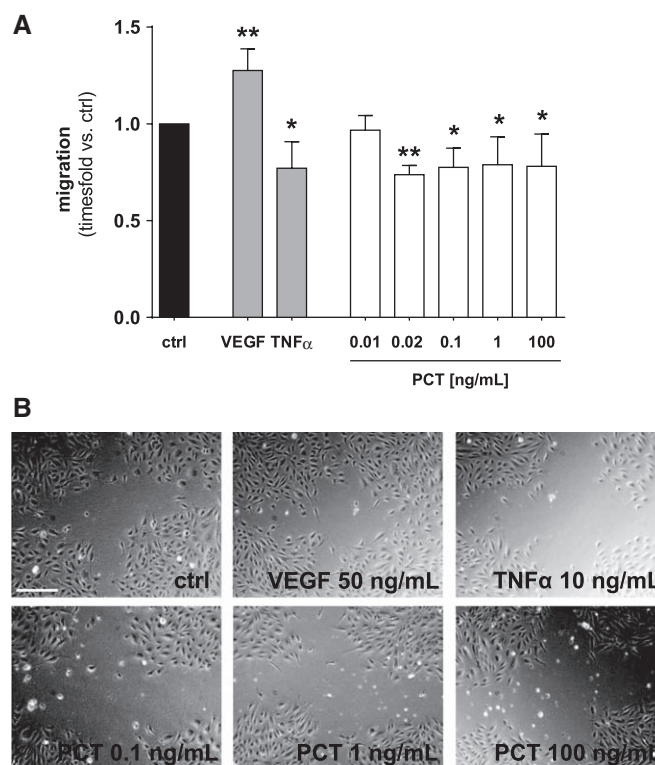 A
1.5
1.0
0.5
0.0
migration
(timesfold vs. ctrl)
** * ** * * *
ctrl VEGF TNFα 0.01 0.02 0.1 1 100
PCT [ng/mL]
B
ctrl
VEGF 50 ng/mL
TNFα 10 ng/mL
PCT 0.1 ng/mL
PCT 1 ng/mL
PCT 100 ng/mL